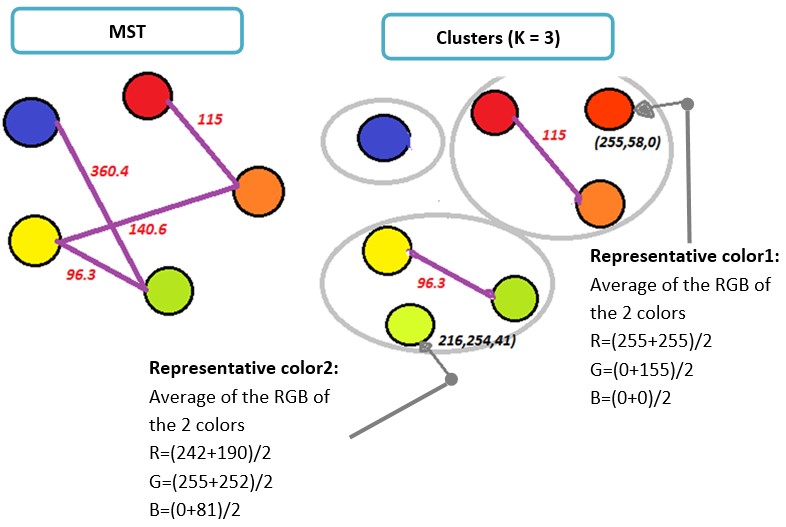 MST
Clusters (K = 3)
115
360.4
140.6
96.3
115
(255,58,0)
96.3
216,254,41)
Representative color1:
Average of the RGB of
the 2 colors
R=(255+255)/2
G=(0+155)/2
B=(0+0)/2
Representative color2:
Average of the RGB of
the 2 colors
R=(242+190)/2
G=(255+252)/2
B=(0+81)/2